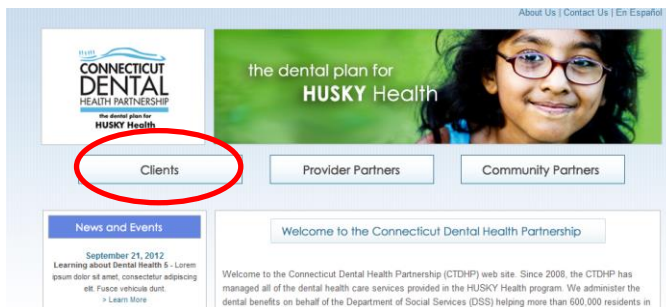 About Us | Contact Us | En Español
CONNECTICUT
DENTAL
HEALTH PARTNERSHIP
the dental plan for
HUSKY Health
the dental plan for
HUSKY Health
Clients
Provider Partners
Community Partners
News and Events
September 21, 2012
Learning about Dental Health 5 - Lorem
ipsum dolor sit amet, consectetur adipiscing
elit. Fusce vehicula dunt.
> Learn More
Welcome to the Connecticut Dental Health Partnership
Welcome to the Connecticut Dental Health Partnership (CTDHP) web site. Since 2008, the CTDHP has
managed all of the dental health care services provided in the HUSKY Health program. We administer the
dental benefits on behalf of the Department of Social Services (DSS) helping more than 600,000 residents in